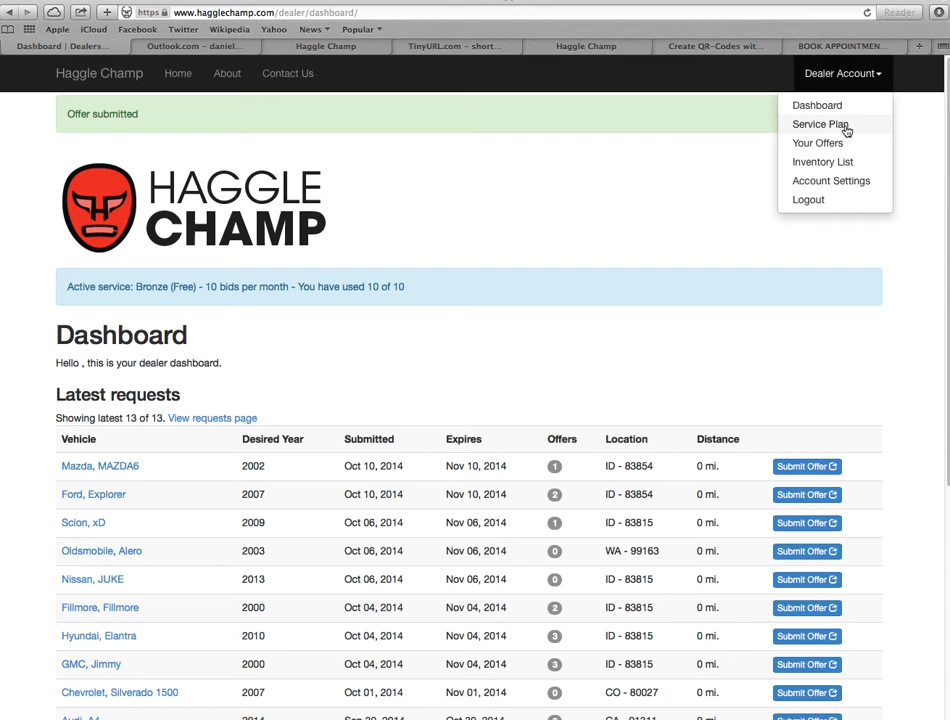 https www.hagglechamp.com/dealer/dashboard/ Reader
Apple iCloud Facebook Twitter Wikipedia Yahoo News Popular
Dashboard | Dealers... Outlook.com – daniel... Haggle Champ TinyURL.com – short... Haggle Champ Create QR-Codes wit... BOOK APPOINTMEN...
Haggle Champ Home About Contact Us Dealer Account
Offer submitted
Dashboard
Service Plan
Your Offers
Inventory List
Account Settings
Logout
HAGGLE
CHAMP
Active service: Bronze (Free) - 10 bids per month - You have used 10 of 10
Dashboard
Hello , this is your dealer dashboard.
Latest requests
Showing latest 13 of 13. View requests page
Vehicle Desired Year Submitted Expires Offers Location Distance
Mazda, MAZDA6 2002 Oct 10, 2014 Nov 10, 2014 1 ID - 83854 0 mi. Submit Offer
Ford, Explorer 2007 Oct 10, 2014 Nov 10, 2014 2 ID - 83854 0 mi. Submit Offer
Scion, xD 2009 Oct 06, 2014 Nov 06, 2014 1 ID - 83815 0 mi. Submit Offer
Oldsmobile, Alero 2003 Oct 06, 2014 Nov 06, 2014 0 WA - 99163 0 mi. Submit Offer
Nissan, JUKE 2013 Oct 06, 2014 Nov 06, 2014 0 ID - 83815 0 mi. Submit Offer
Fillmore, Fillmore 2000 Oct 04, 2014 Nov 04, 2014 2 ID - 83815 0 mi. Submit Offer
Hyundai, Elantra 2010 Oct 04, 2014 Nov 04, 2014 3 ID - 83815 0 mi. Submit Offer
GMC, Jimmy 2000 Oct 04, 2014 Nov 04, 2014 3 ID - 83815 0 mi. Submit Offer
Chevrolet, Silverado 1500 2007 Oct 01, 2014 Nov 01, 2014 0 CO - 80027 0 mi. Submit Offer